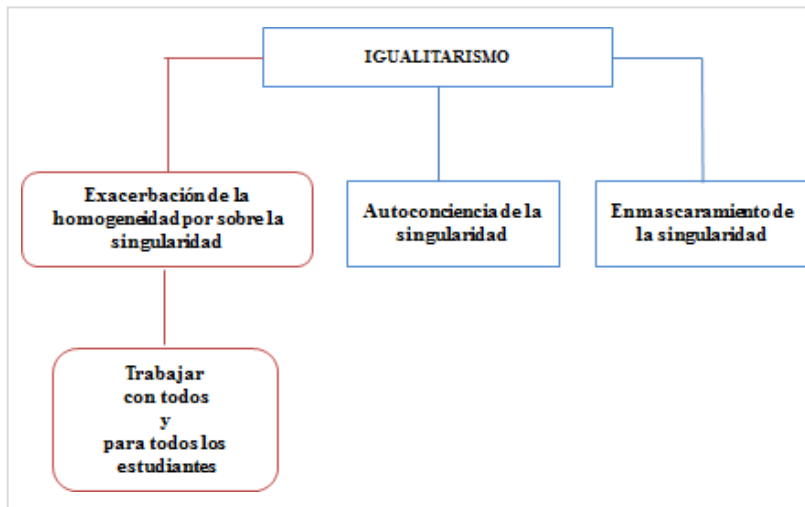 IGUALITARISMO
Exacerbación de la
homogeneidad por sobre la
singularidad
Autoconciencia de la
singularidad
Enmascaramiento de
la singularidad
Trabajar
con todos
y
para todos los
estudiantes